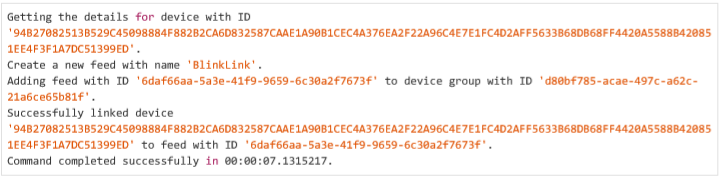 Getting the details for device with ID
'94B27082513B529C45098884F882B2CA6D832587CAAE1A90B1CEC4A376EA2F22A96C4E7E1FC4D2AFF5633B68DB68FF4420A5588B42085
1EE4F3F1A7DC51399ED'.
Create a new feed with name 'BlinkLink'.
Adding feed with ID '6daf66aa-5a3e-41f9-9659-6c30a2f7673f' to device group with ID 'd80bf785-acae-497c-a62c-
21a6ce65b81f'.
Successfully linked device
'94B27082513B529C45098884F882B2CA6D832587CAAE1A90B1CEC4A376EA2F22A96C4E7E1FC4D2AFF5633B68DB68FF4420A5588B42085
1EE4F3F1A7DC51399ED' to feed with ID '6daf66aa-5a3e-41f9-9659-6c30a2f7673f'.
Command completed successfully in 00:00:07.1315217.